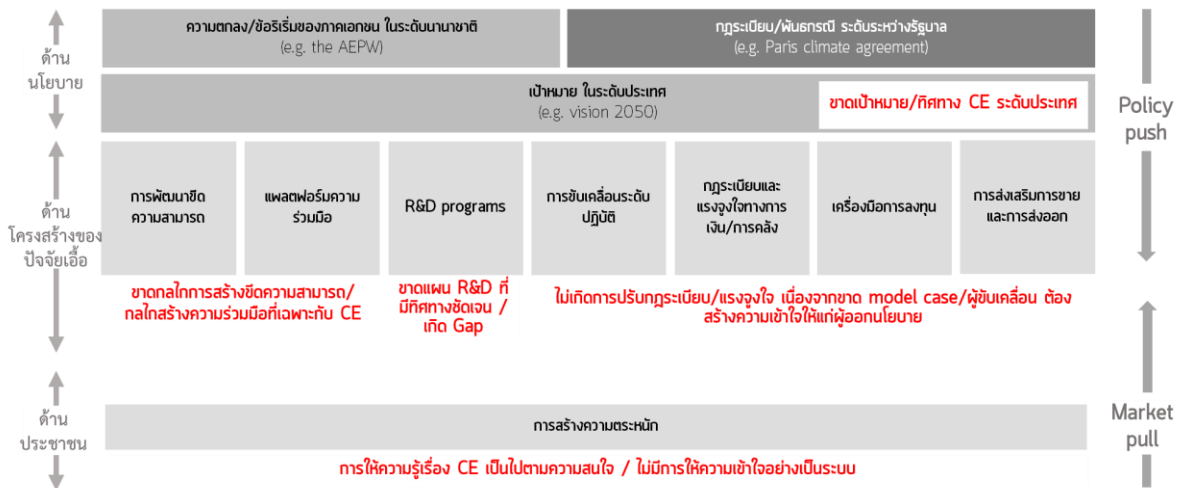 ความตกลง/ข้อริเริ่มของภาคเอกชน ในระดับนานาชาติ
(e.g. the AEPW)
กฎระเบียบ/พันธกรณี ระดับระหว่างรัฐบาล
(e.g. Paris climate agreement)
ด้าน
นโยบาย
เป้าหมาย ในระดับประเทศ
(e.g. vision 2050)
ขาดเป้าหมาย/ทิศทาง CE ระดับประเทศ
Policy
push
ด้าน
โครงสร้างของ
ปัจจัยเอื้อ
การพัฒนาขีด
ความสามารถ
แพลตฟอร์มความ
ร่วมมือ
R&D programs
การขับเคลื่อนระดับ
ปฏิบัติ
กฎระเบียบและ
แรงจูงใจทางการ
เงิน/การคลัง
เครื่องมือการลงทุน
การส่งเสริมการขาย
และการส่งออก
ขาดกลไกการสร้างขีดความสามารถ/
กลไกสร้างความร่วมมือที่เฉพาะกับ CE
ขาดแผน R&D ที่
มีทิศทางชัดเจน /
เกิด Gap
ไม่เกิดการปรับกฎระเบียบ/แรงจูงใจ เนื่องจากขาด model case/ผู้ขับเคลื่อน ต้อง
สร้างความเข้าใจให้แก่ผู้ออกนโยบาย
ด้าน
ประชาชน
การสร้างความตระหนัก
การให้ความรู้เรื่อง CE เป็นไปตามความสนใจ / ไม่มีการให้ความเข้าใจอย่างเป็นระบบ
Market
pull